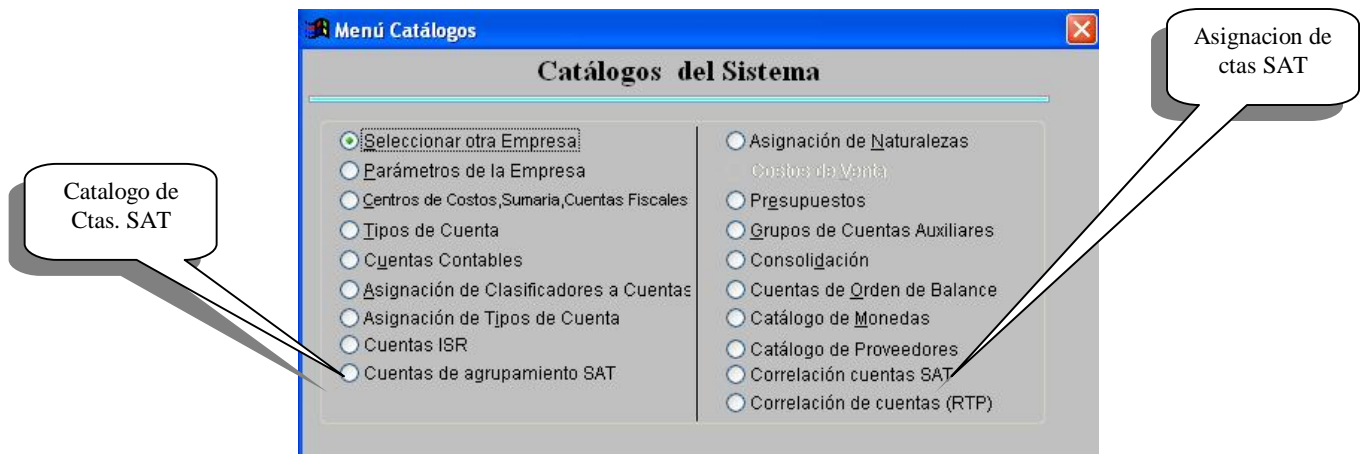 Menú Catálogos
Catálogos del Sistema
Asignacion de
ctas SAT
Catalogo de
Ctas. SAT
Seleccionar otra Empresa
Parámetros de la Empresa
Centros de Costos,Sumaria,Cuentas Fiscales
Tipos de Cuenta
Cuentas Contables
Asignación de Clasificadores a Cuentas
Asignación de Tipos de Cuenta
Cuentas ISR
Cuentas de agrupamiento SAT
Asignación de Naturalezas
Costos de Venta
Presupuestos
Grupos de Cuentas Auxiliares
Consolidación
Cuentas de Orden de Balance
Catálogo de Monedas
Catálogo de Proveedores
Correlación cuentas SAT
Correlación de cuentas (RTP)